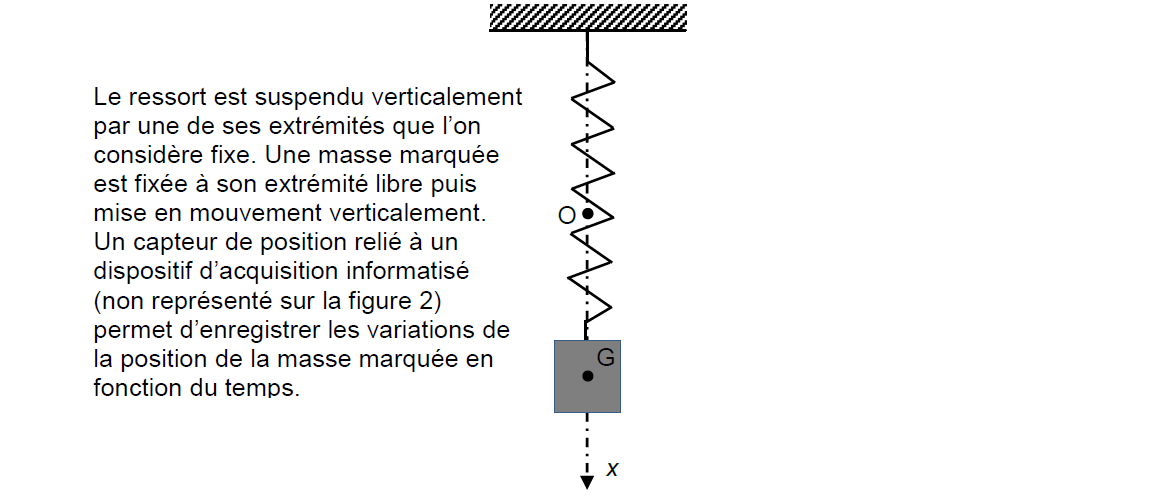 Le ressort est suspendu verticalement
par une de ses extrémités que l’on
considère fixe. Une masse marquée
est fixée à son extrémité libre puis
mise en mouvement verticalement.
Un capteur de position relié à un
dispositif d’acquisition informatisé
(non représenté sur la figure 2)
permet d’enregistrer les variations de
la position de la masse marquée en
fonction du temps.
O
G
x